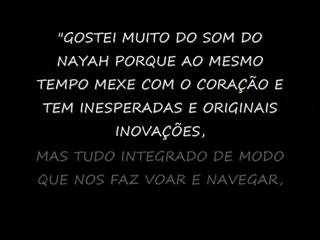 "GOSTEI MUITO DO SOM DO
NAYAH PORQUE AO MESMO
TEMPO MEXE COM O CORAÇÃO E
TEM INESPERADAS E ORIGINAIS
INOVAÇÕES,
MAS TUDO INTEGRADO DE MODO
QUE NOS FAZ VOAR E NAVEGAR,